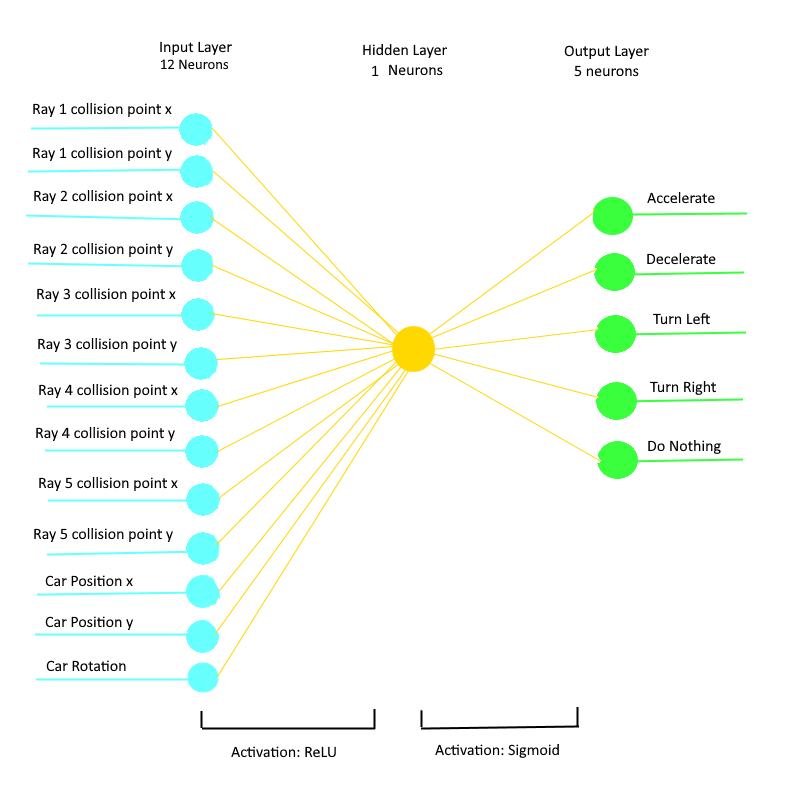 Input Layer
12 Neurons
Hidden Layer
1 Neurons
Output Layer
5 neurons
Ray 1 collision point x
Ray 1 collision point y
Ray 2 collision point x
Ray 2 collision point y
Ray 3 collision point x
Ray 3 collision point y
Ray 4 collision point x
Ray 4 collision point y
Ray 5 collision point x
Ray 5 collision point y
Car Position x
Car Position y
Car Rotation
Accelerate
Decelerate
Turn Left
Turn Right
Do Nothing
Activation: ReLU
Activation: Sigmoid